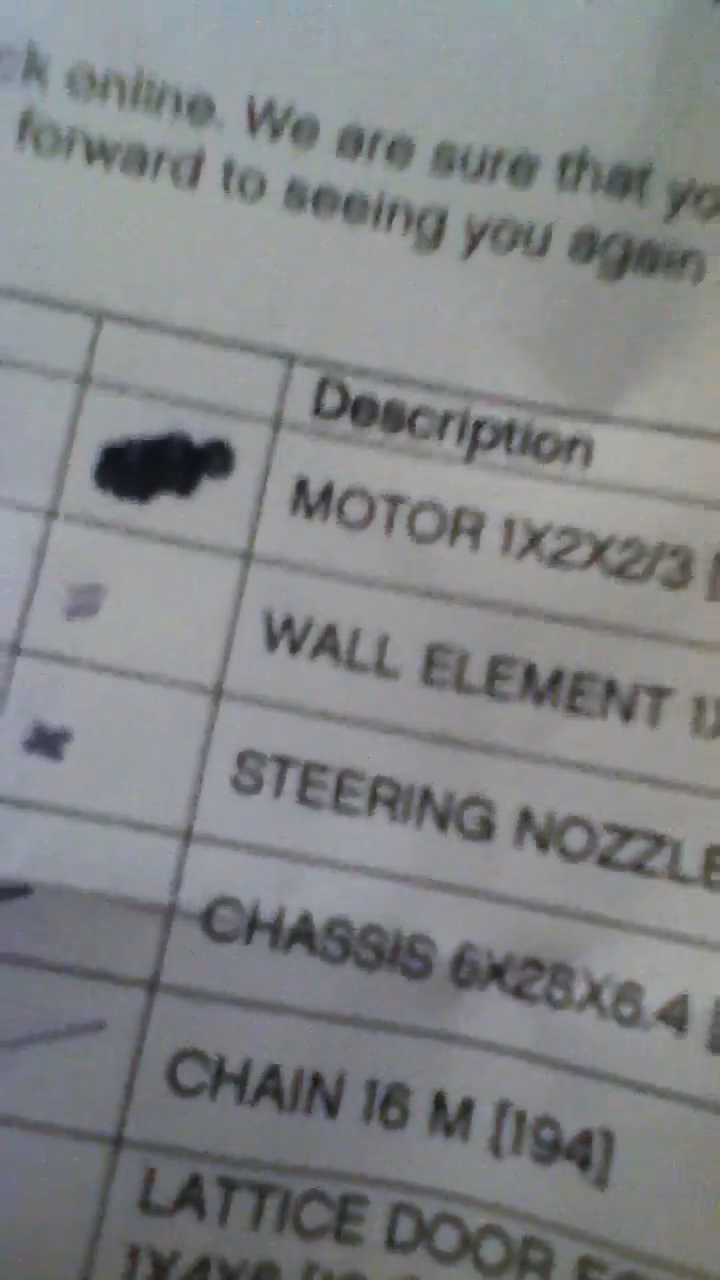 online. We are sure that
forward to seeing you again
Description
MOTOR 1X2X2/3
WALL ELEMENT
STEERING NOZZLE
CHASSIS 6X28X6.4
CHAIN 16 M [194]
LATTICE DOOR